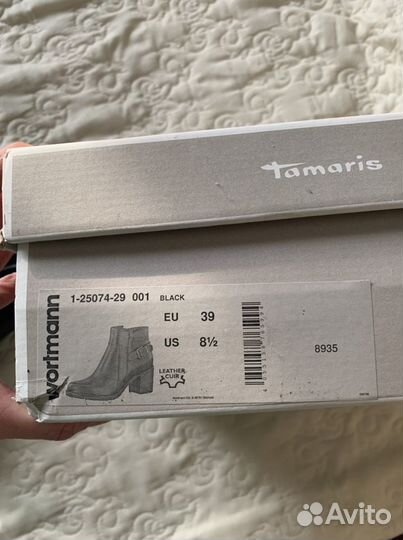 Tamaris
wortmann
1-25074-29 001 BLACK
EU 39
US 8½
LEATHER
CUIR
8935
Avito